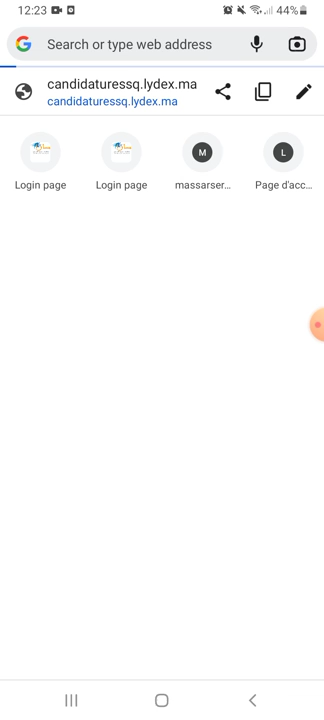 12:23
44%
Search or type web address
candidaturessq.lydex.ma
candidaturessq.lydex.ma
Login page
Login page
M
massarser...
L
Page d'acc...